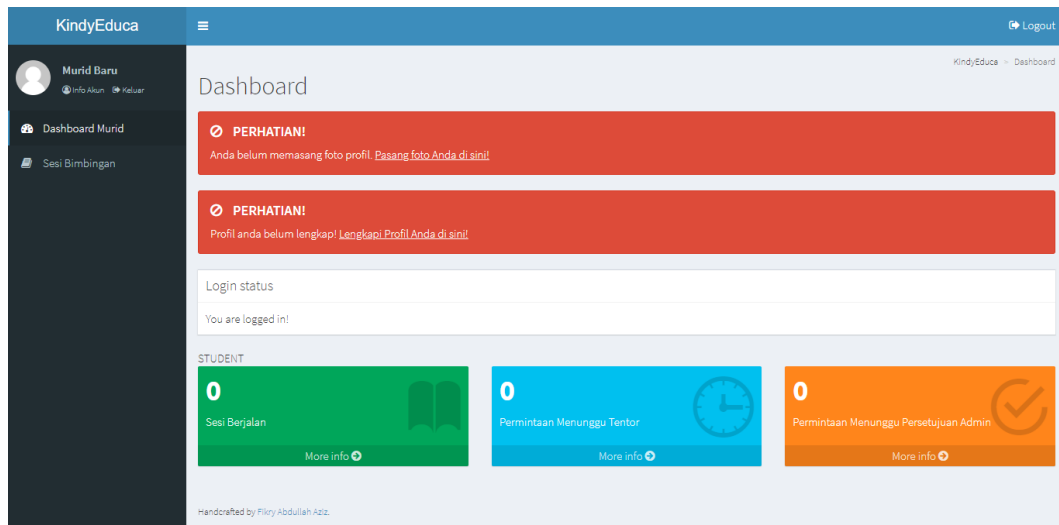 KindyEduca
Logout
Murid Baru
Info Akun Keluar
Dashboard Murid
Sesi Bimbingan
KindyEduca > Dashboard
Dashboard
PERHATIAN!
Anda belum memasang foto profil. Pasang foto Anda di sini!
PERHATIAN!
Profil anda belum lengkap! Lengkapi Profil Anda di sini!
Login status
You are logged in!
STUDENT
0
Sesi Berjalan
More info
0
Permintaan Menunggu Tentor
More info
0
Permintaan Menunggu Persetujuan Admin
More info
Handcrafted by Fikry Abdullah Aziz.